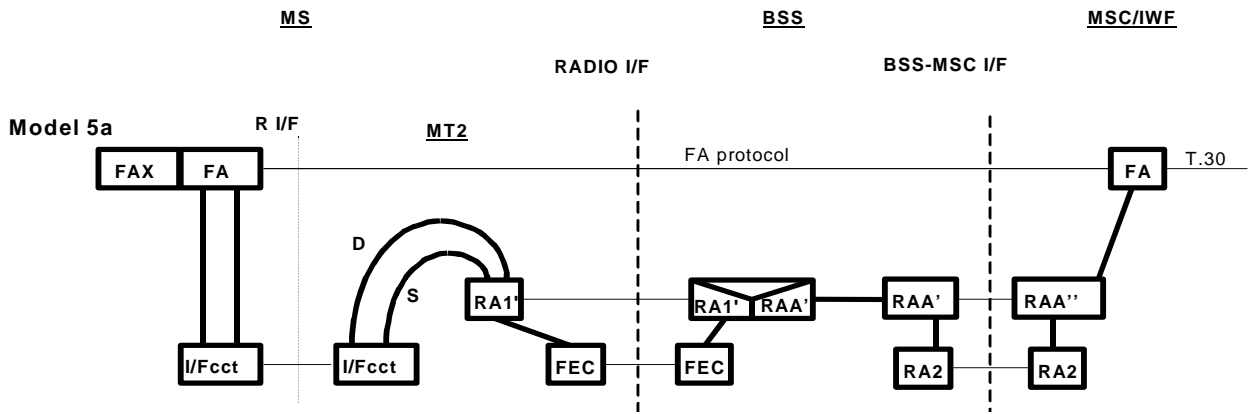 MS BSS MSC/IWF
RADIO I/F BSS-MSC I/F
Model 5a R I/F MT2
FAX FA FA protocol FA T.30
D
S
RA1' RA1' RAA' RAA' RAA''
I/Fcct I/Fcct FEC FEC RA2 RA2